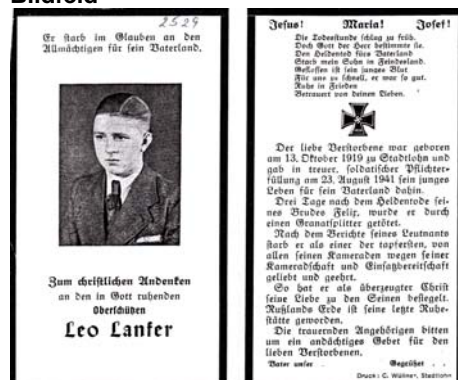 Bildfeld
2529
Er starb im Glauben an den
Allmächtigen für sein Vaterland.
Zum christlichen Andenken
an den in Gott ruhenden
Oberschützen
Leo Lanfer
Jesus! Maria! Josef!
Die Todesstunde schlug zu früh.
Doch Gott der Herr bestimmte sie.
Den Heldentod fürs Vaterland
Starb mein Sohn in Feindesland.
Geflossen ist sein junges Blut
Für uns zu schnell, er war so gut.
Ruhe in Frieden
Betrauert von deinen Lieben.
Der liebe Verstorbene war geboren
am 13. Oktober 1919 zu Stadtlohn und
gab in treuer, soldatischer Pflichter-
füllung am 23. August 1941 sein junges
Leben für sein Vaterland dahin.
Drei Tage nach dem Heldentode sei-
nes Brudes Felix, wurde er durch
einen Granatsplitter getötet.
Nach dem Berichte seines Leutnants
starb er als einer der tapfersten, von
allen seinen Kameraden wegen seiner
Kameradschaft und Einsatzbereitschaft
geliebt und geehrt.
So hat er als überzeugter Christ
seine Liebe zu den Seinen besiegelt.
Rußlands Erde ist seine letzte Ruhe-
stätte geworden.
Die trauernden Angehörigen bitten
um ein andächtiges Gebet für den
lieben Verstorbenen.
Vater unser . Gegrüßet . .
Druck: C. Wüllner, Stadtlohn